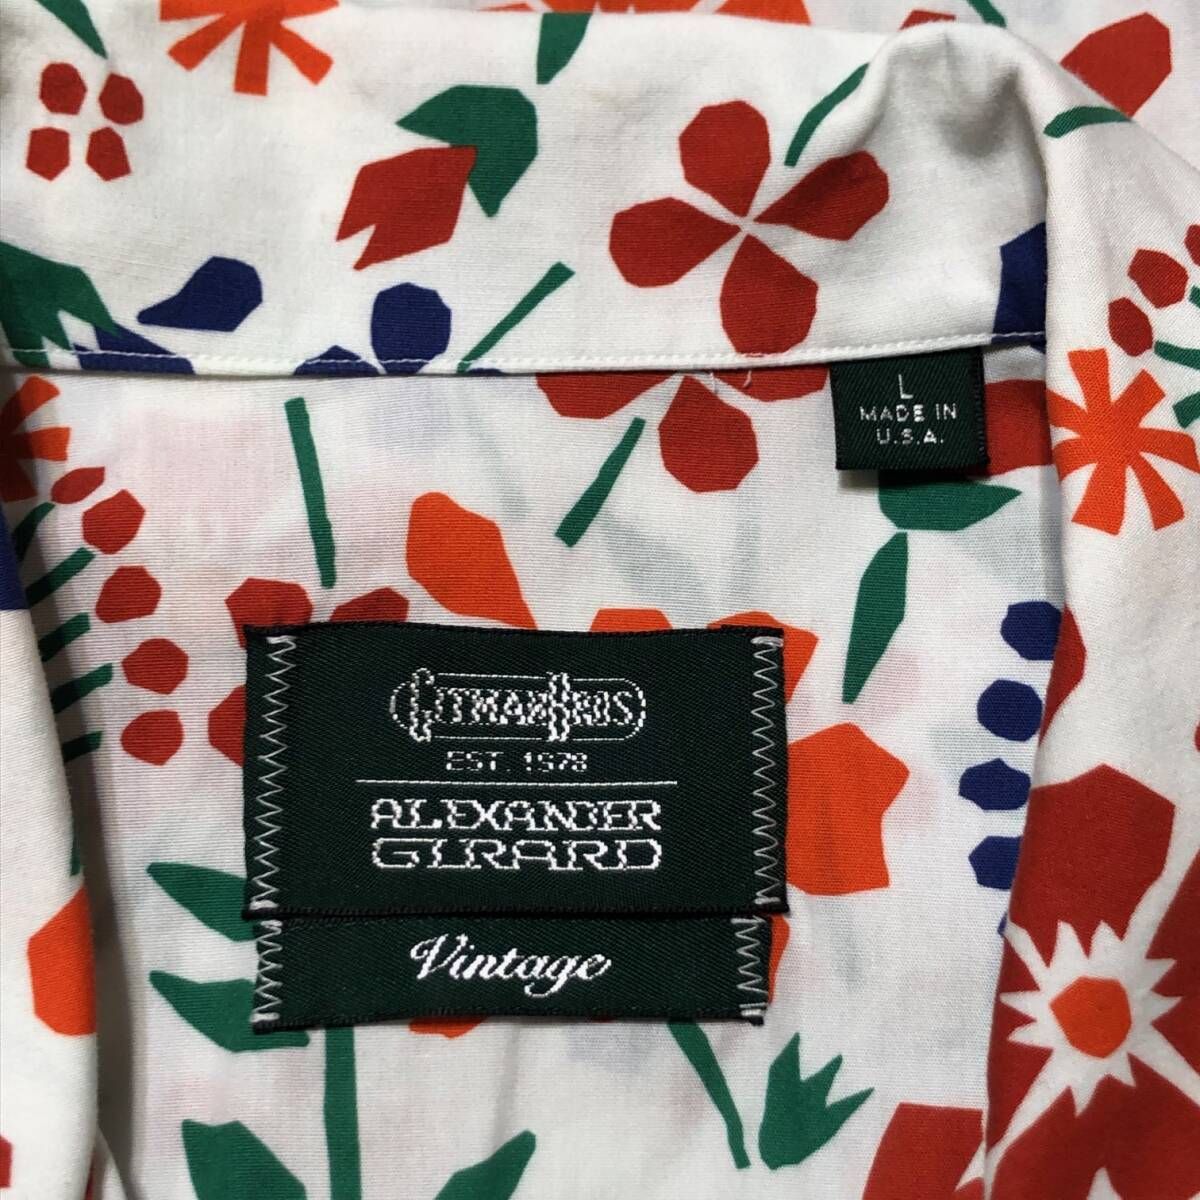 L
MADE IN
U.S.A.
GITMAN BROS
EST. 1978
ALEXANDER
GIRARD
Vintage